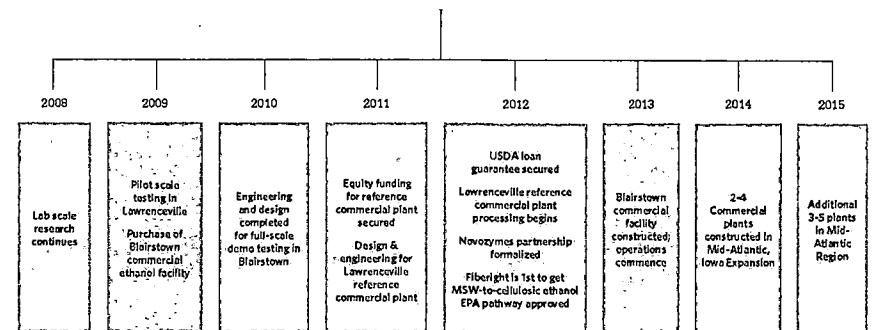 2008
2009
2010
2011
2012
2013
2014
2015
Lab scale
research
continues
Pilot scale
testing in
Lawrenceville
Purchase of
Blairstown
commercial
ethanol facility
Engineering
and design
completed
for full-scale
demo testing in
Blairstown
Equity funding
for reference
commercial plant
secured
Design &
engineering for
Lawrenceville
reference
commercial plant
USDA loan
guarantee secured
Lawrenceville reference
commercial plant
processing begins
Novozymes partnership
formalized
Fiberight is 1st to get
MSW-to-cellulosic ethanol
EPA pathway approved
Blairstown
commercial
facility
constructed;
operations
commence
2-4
Commercial
plants
constructed in
Mid-Atlantic,
Iowa Expansion
Additional
3-5 plants
in Mid-
Atlantic
Region